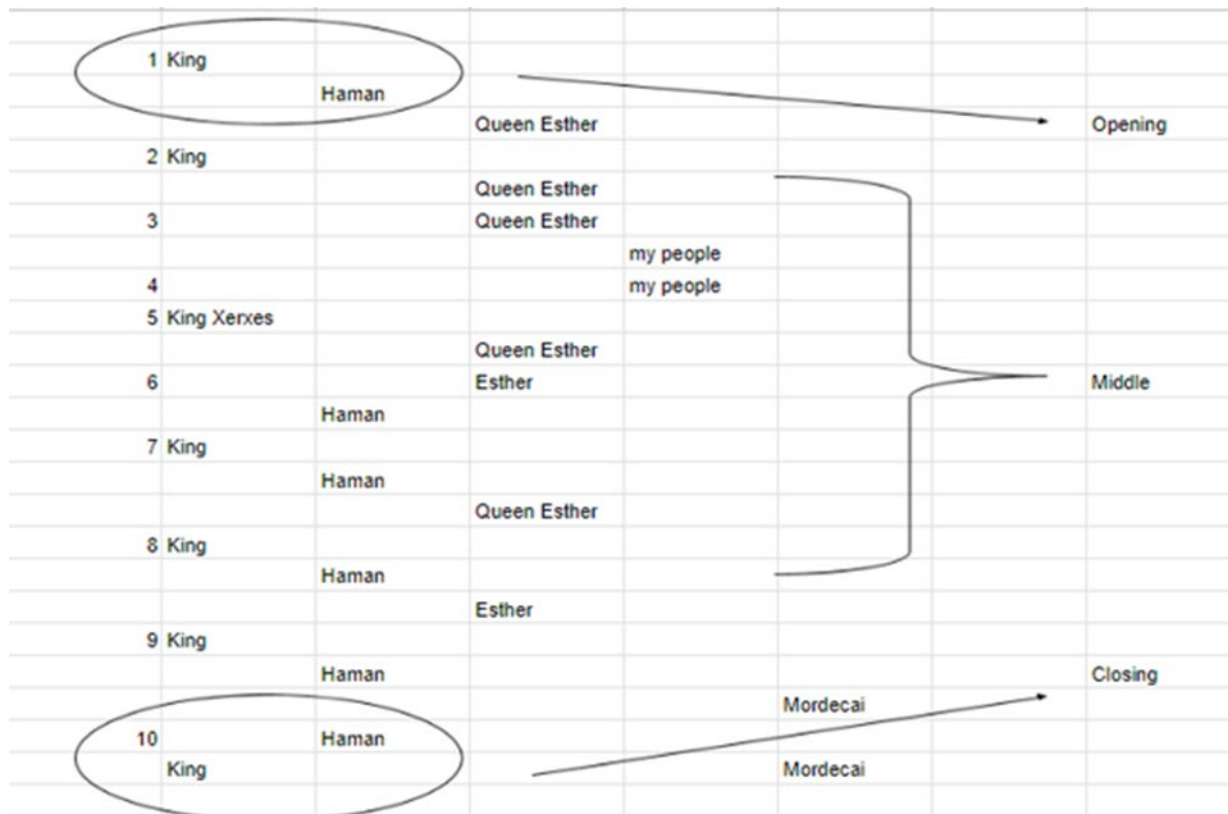 1 King
Haman
Queen Esther Opening
2 King
Queen Esther
3 Queen Esther
my people
4 my people
5 King Xerxes
Queen Esther
6 Esther Middle
Haman
7 King
Haman
Queen Esther
8 King
Haman
Esther
9 King
Haman Closing
Mordecai
10 Haman
King Mordecai